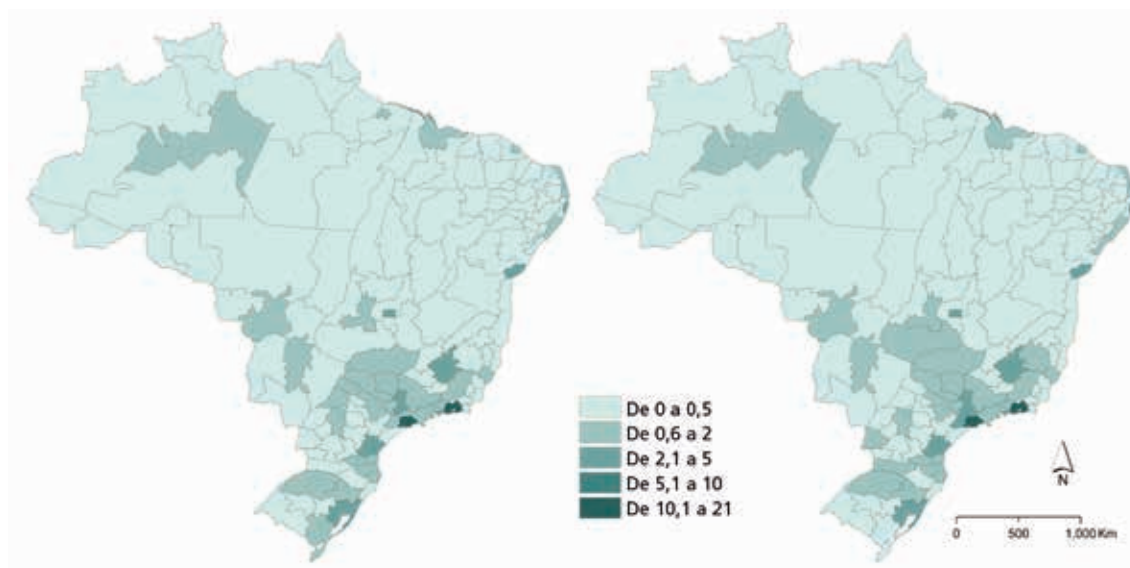 De 0 a 0,5
De 0,6 a 2
De 2,1 a 5
De 5,1 a 10
De 10,1 a 21
N
0 500 1,000 Km